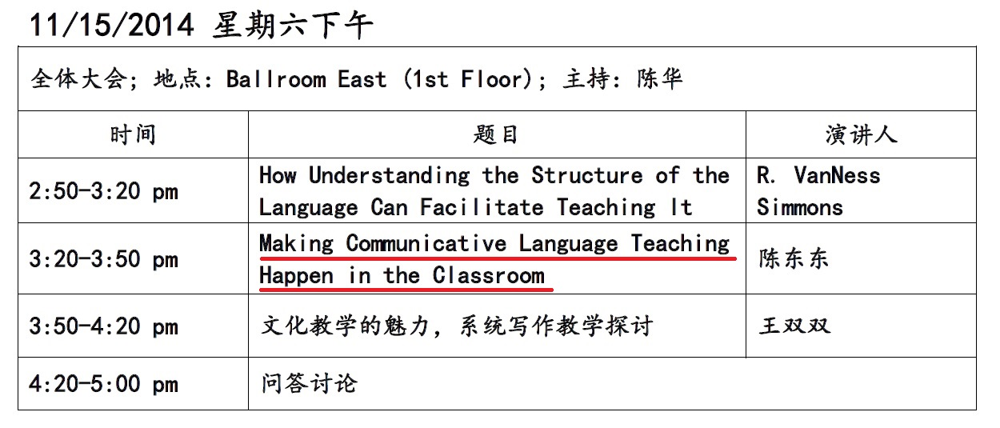 11/15/2014 星期六下午
全体大会；地点：Ballroom East (1st Floor)；主持：陈华
时间 题目 演讲人
2:50-3:20 pm
How Understanding the Structure of the
Language Can Facilitate Teaching It
R. VanNess
Simmons
3:20-3:50 pm
Making Communicative Language Teaching
Happen in the Classroom
陈东东
3:50-4:20 pm
文化教学的魅力，系统写作教学探讨
王双双
4:20-5:00 pm
问答讨论